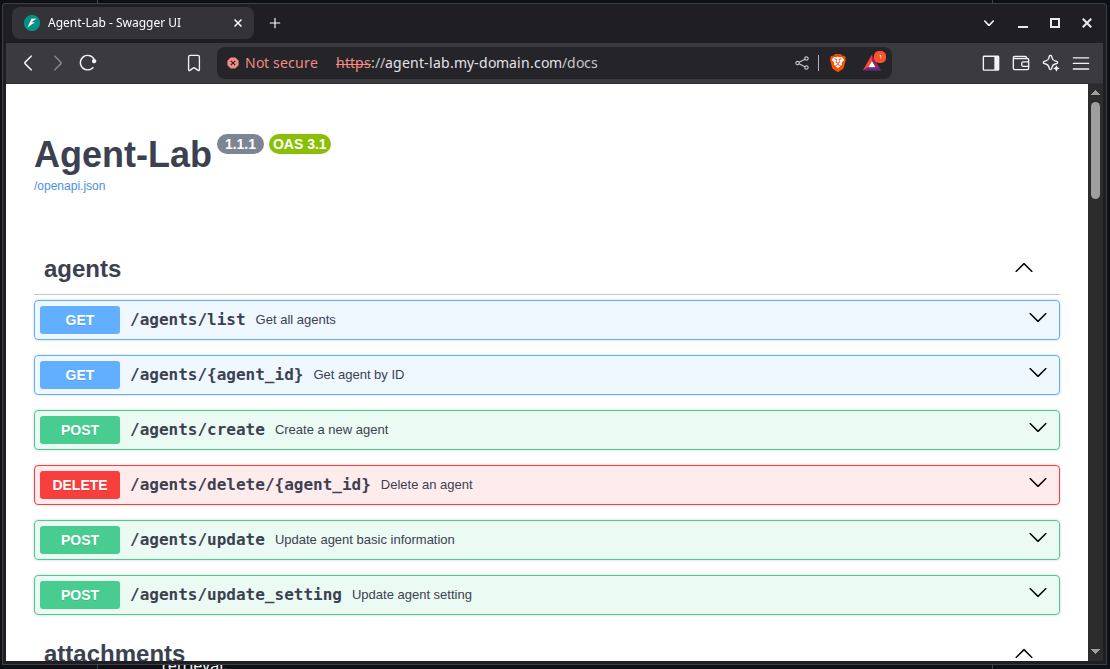 Agent-Lab - Swagger UI
Not secure https://agent-lab.my-domain.com/docs
1
Agent-Lab 1.1.1 OAS 3.1
/openapi.json
agents
GET /agents/list Get all agents
GET /agents/{agent_id} Get agent by ID
POST /agents/create Create a new agent
DELETE /agents/delete/{agent_id} Delete an agent
POST /agents/update Update agent basic information
POST /agents/update_setting Update agent setting
attachments
retrieval